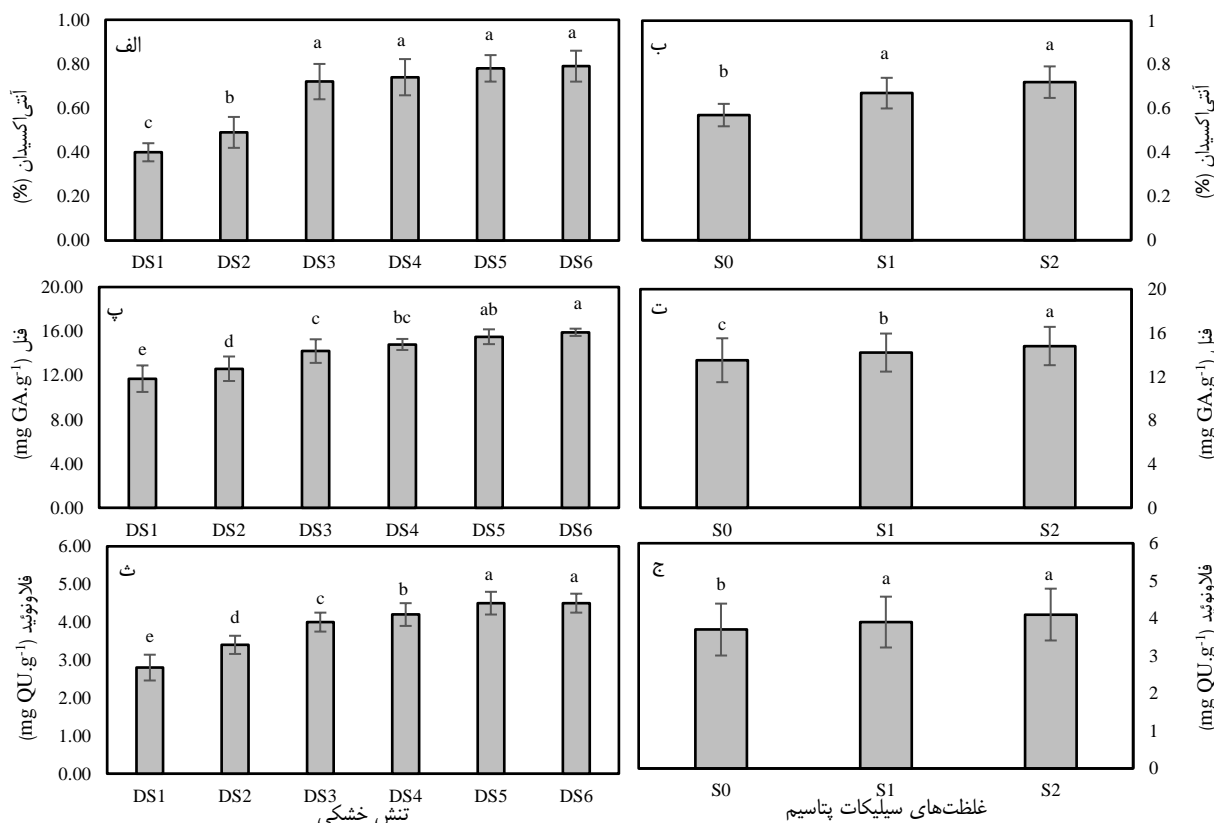 1.00
0.80
0.60
0.40
0.20
0.00
آنتی‌اکسیدان (%)
الف
c
b
a
a
a
a
DS1
DS2
DS3
DS4
DS5
DS6
ب
b
a
a
1
0.8
0.6
0.4
0.2
0
آنتی‌اکسیدان (%)
S0
S1
S2
20.00
16.00
12.00
8.00
4.00
0.00
فنل (mg GA.g⁻¹)
پ
e
d
c
bc
ab
a
DS1
DS2
DS3
DS4
DS5
DS6
ت
c
b
a
20
16
12
8
4
0
فنل (mg GA.g⁻¹)
S0
S1
S2
6.00
5.00
4.00
3.00
2.00
1.00
0.00
فلاونوئید (mg QU.g⁻¹)
ث
e
d
c
b
a
a
DS1
DS2
DS3
DS4
DS5
DS6
تنش خشکی
ج
b
a
a
6
5
4
3
2
1
0
فلاونوئید (mg QU.g⁻¹)
S0
S1
S2
غلظت‌های سیلیکات پتاسیم